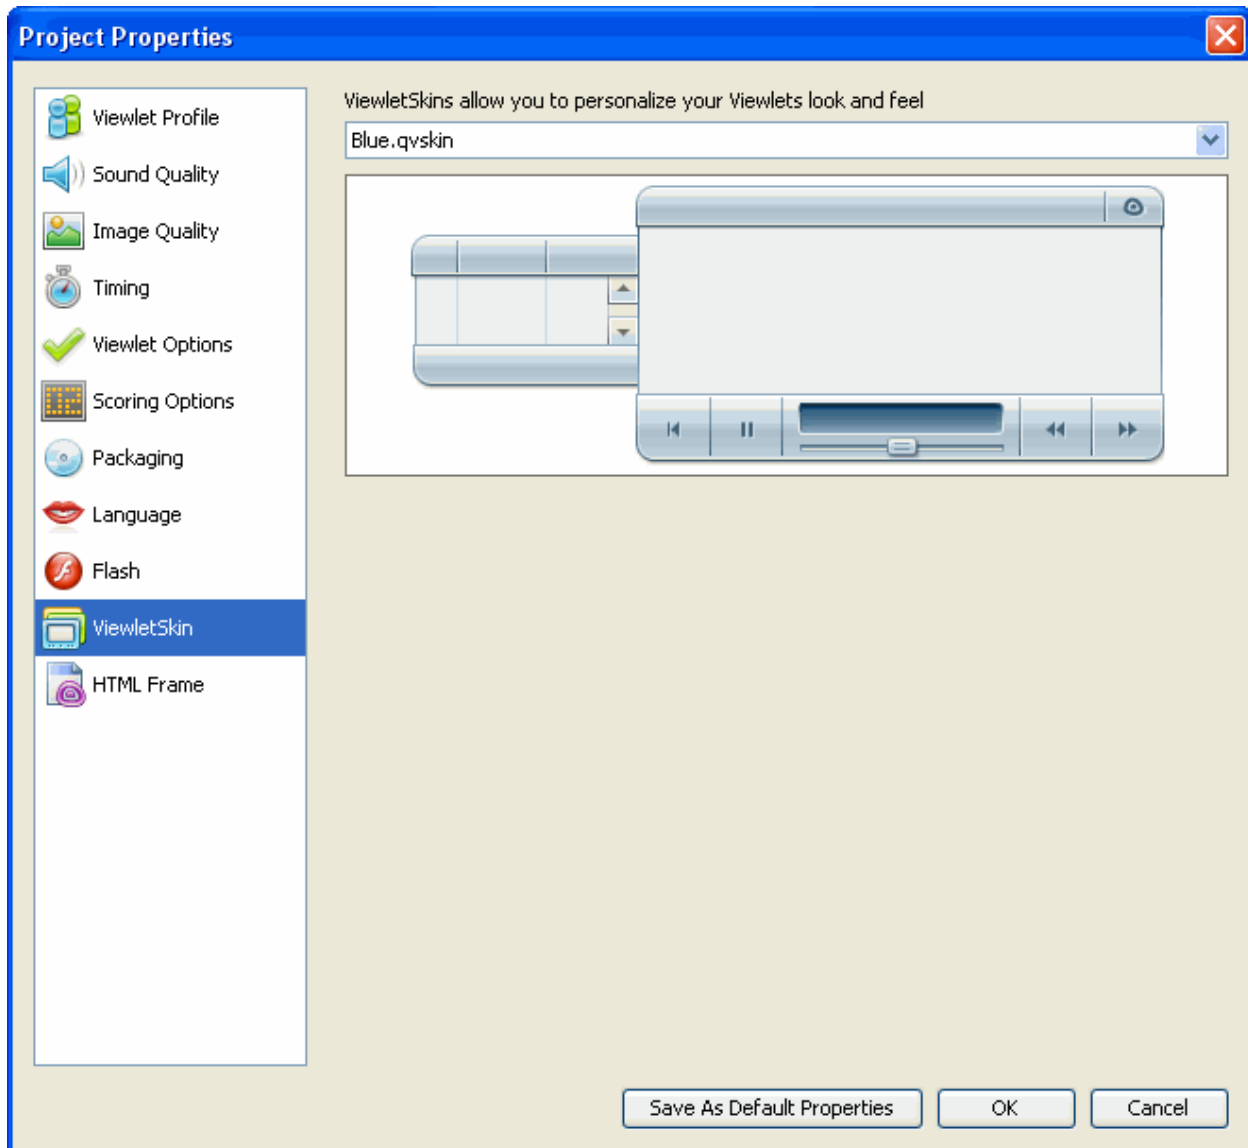 Project Properties
Viewlet Profile
Sound Quality
Image Quality
Timing
Viewlet Options
Scoring Options
Packaging
Language
Flash
ViewletSkin
HTML Frame
ViewletSkins allow you to personalize your Viewlets look and feel
Blue.qvskin
Save As Default Properties
OK
Cancel